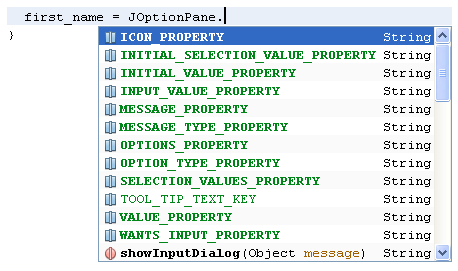 first_name = JOptionPane.
}
ICON_PROPERTY String
INITIAL_SELECTION_VALUE_PROPERTY String
INITIAL_VALUE_PROPERTY String
INPUT_VALUE_PROPERTY String
MESSAGE_PROPERTY String
MESSAGE_TYPE_PROPERTY String
OPTIONS_PROPERTY String
OPTION_TYPE_PROPERTY String
SELECTION_VALUES_PROPERTY String
TOOL_TIP_TEXT_KEY String
VALUE_PROPERTY String
WANTS_INPUT_PROPERTY String
showInputDialog(Object message) String